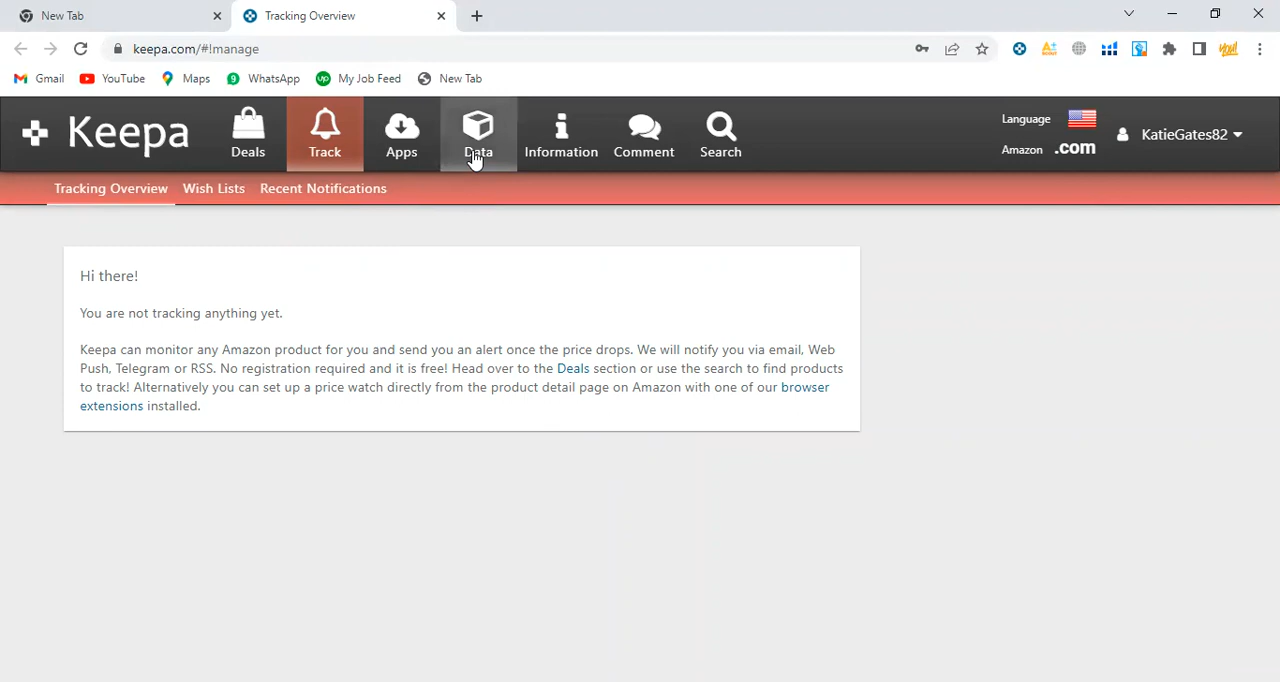 New Tab
Tracking Overview
keepa.com/#!manage
Gmail
YouTube
Maps
9 WhatsApp
up My Job Feed
New Tab
Keepa
Deals
Track
Apps
Data
Information
Comment
Search
Language
Amazon .com
KatieGates82
Tracking Overview
Wish Lists
Recent Notifications
Hi there!
You are not tracking anything yet.
Keepa can monitor any Amazon product for you and send you an alert once the price drops. We will notify you via email, Web
Push, Telegram or RSS. No registration required and it is free! Head over to the Deals section or use the search to find products
to track! Alternatively you can set up a price watch directly from the product detail page on Amazon with one of our browser
extensions installed.